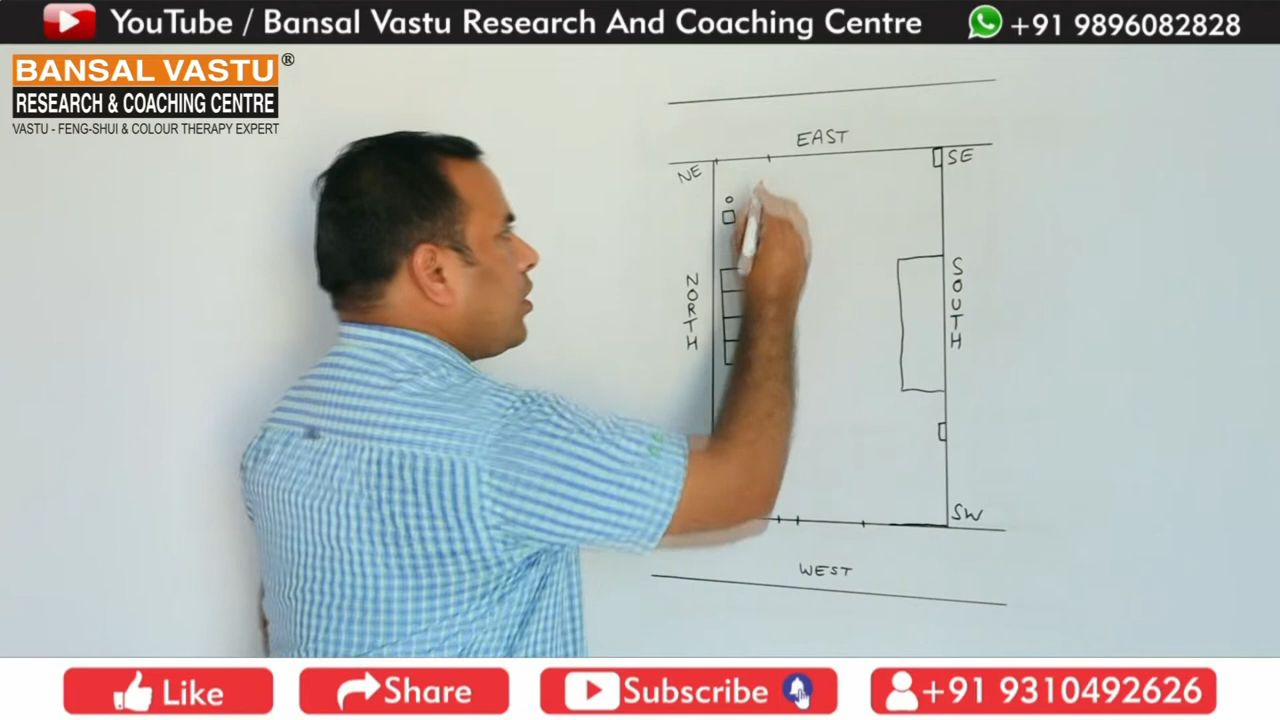 YouTube / Bansal Vastu Research And Coaching Centre
+91 9896082828
BANSAL VASTU®
RESEARCH & COACHING CENTRE
VASTU - FENG-SHUI & COLOUR THERAPY EXPERT
EAST
NE
SE
NORTH
SOUTH
SW
WEST
Like
Share
Subscribe
+91 9310492626